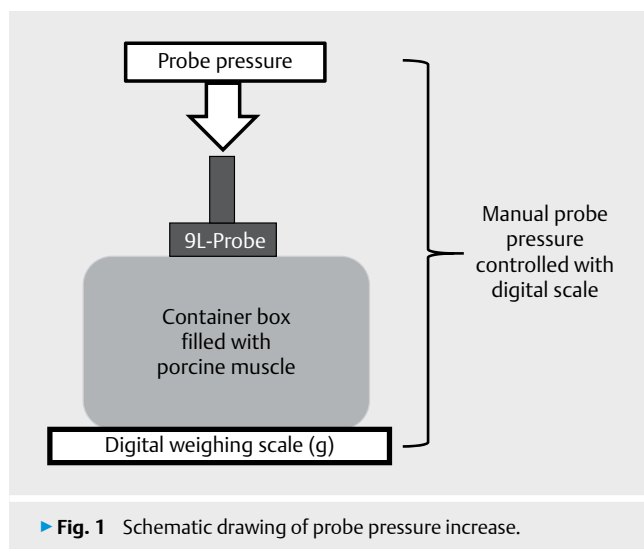 Probe pressure
9L-Probe
Container box
filled with
porcine muscle
Digital weighing scale (g)
Manual probe
pressure
controlled with
digital scale
▶ Fig. 1 Schematic drawing of probe pressure increase.